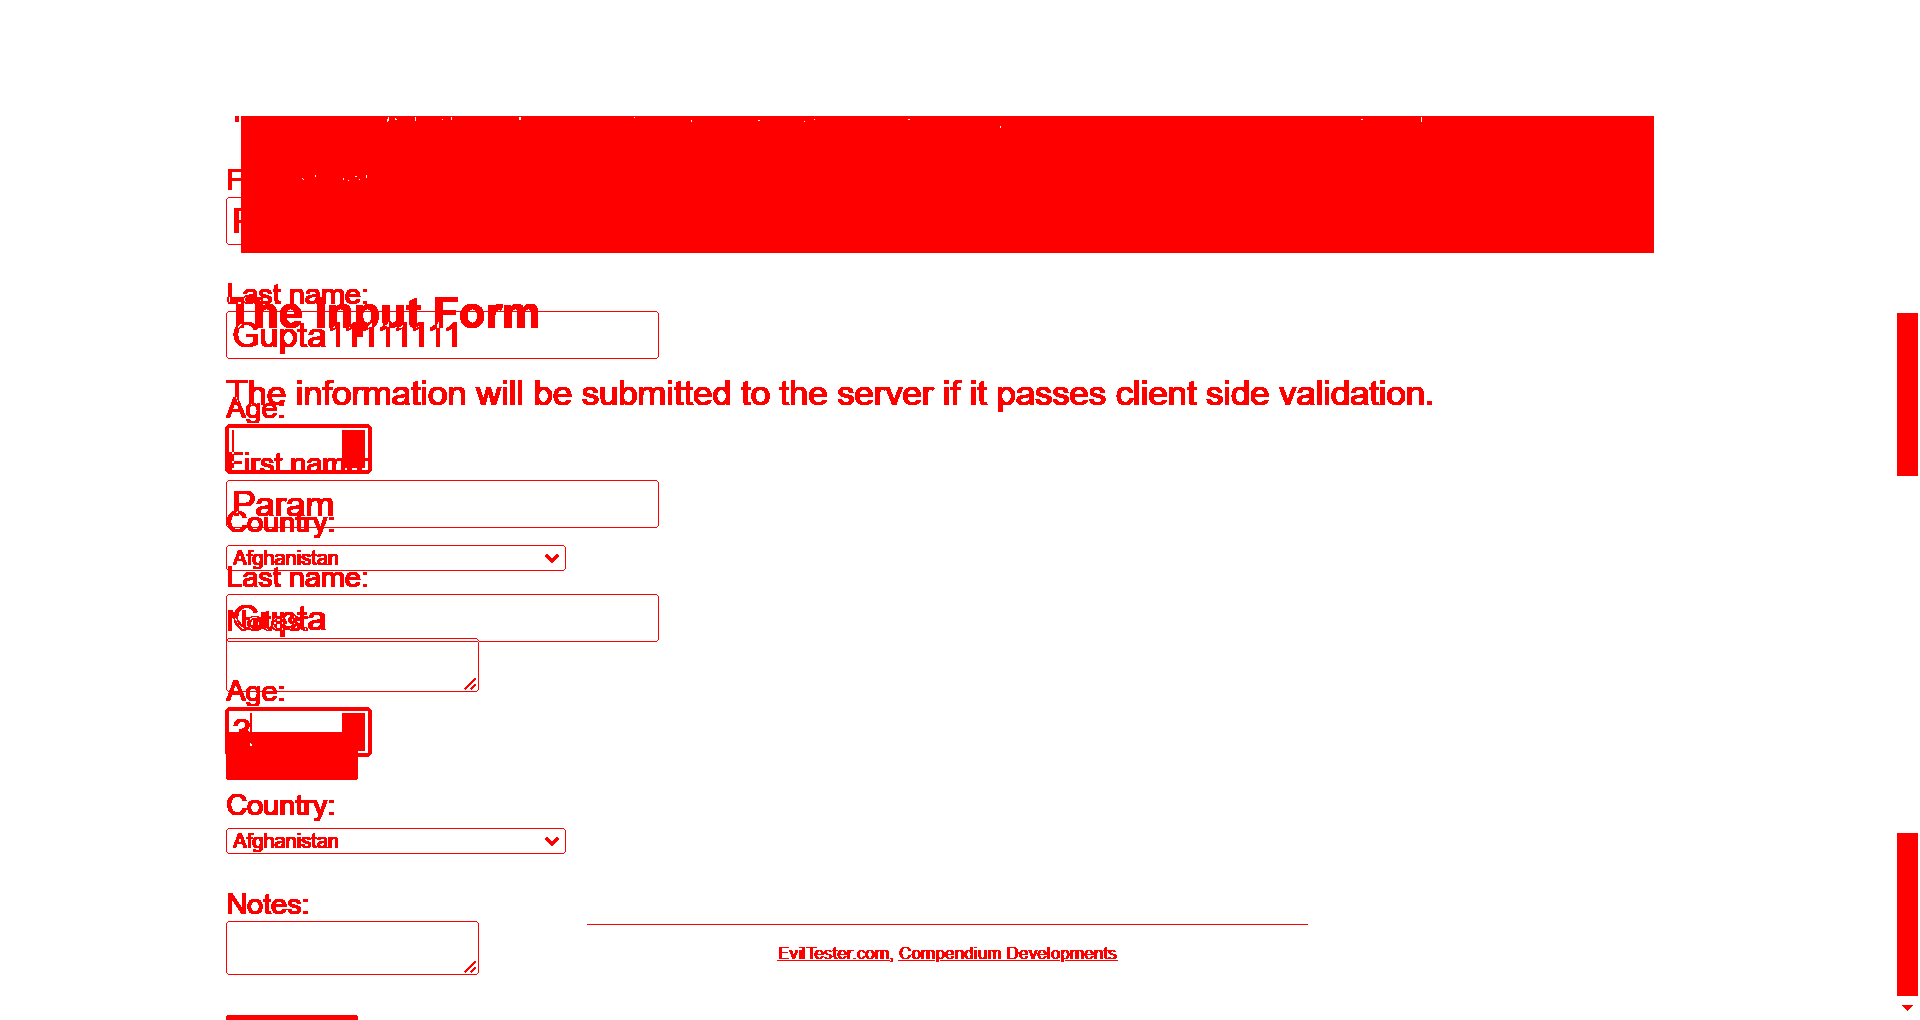 Last name:
The Input Form
Gupta11111111
The information will be submitted to the server if it passes client side validation.
Age:
First name:
Param
Country:
Afghanistan
Last name:
Gupta
Notes:
Age:
3
Country:
Afghanistan
Notes:
EvilTester.com, Compendium Developments